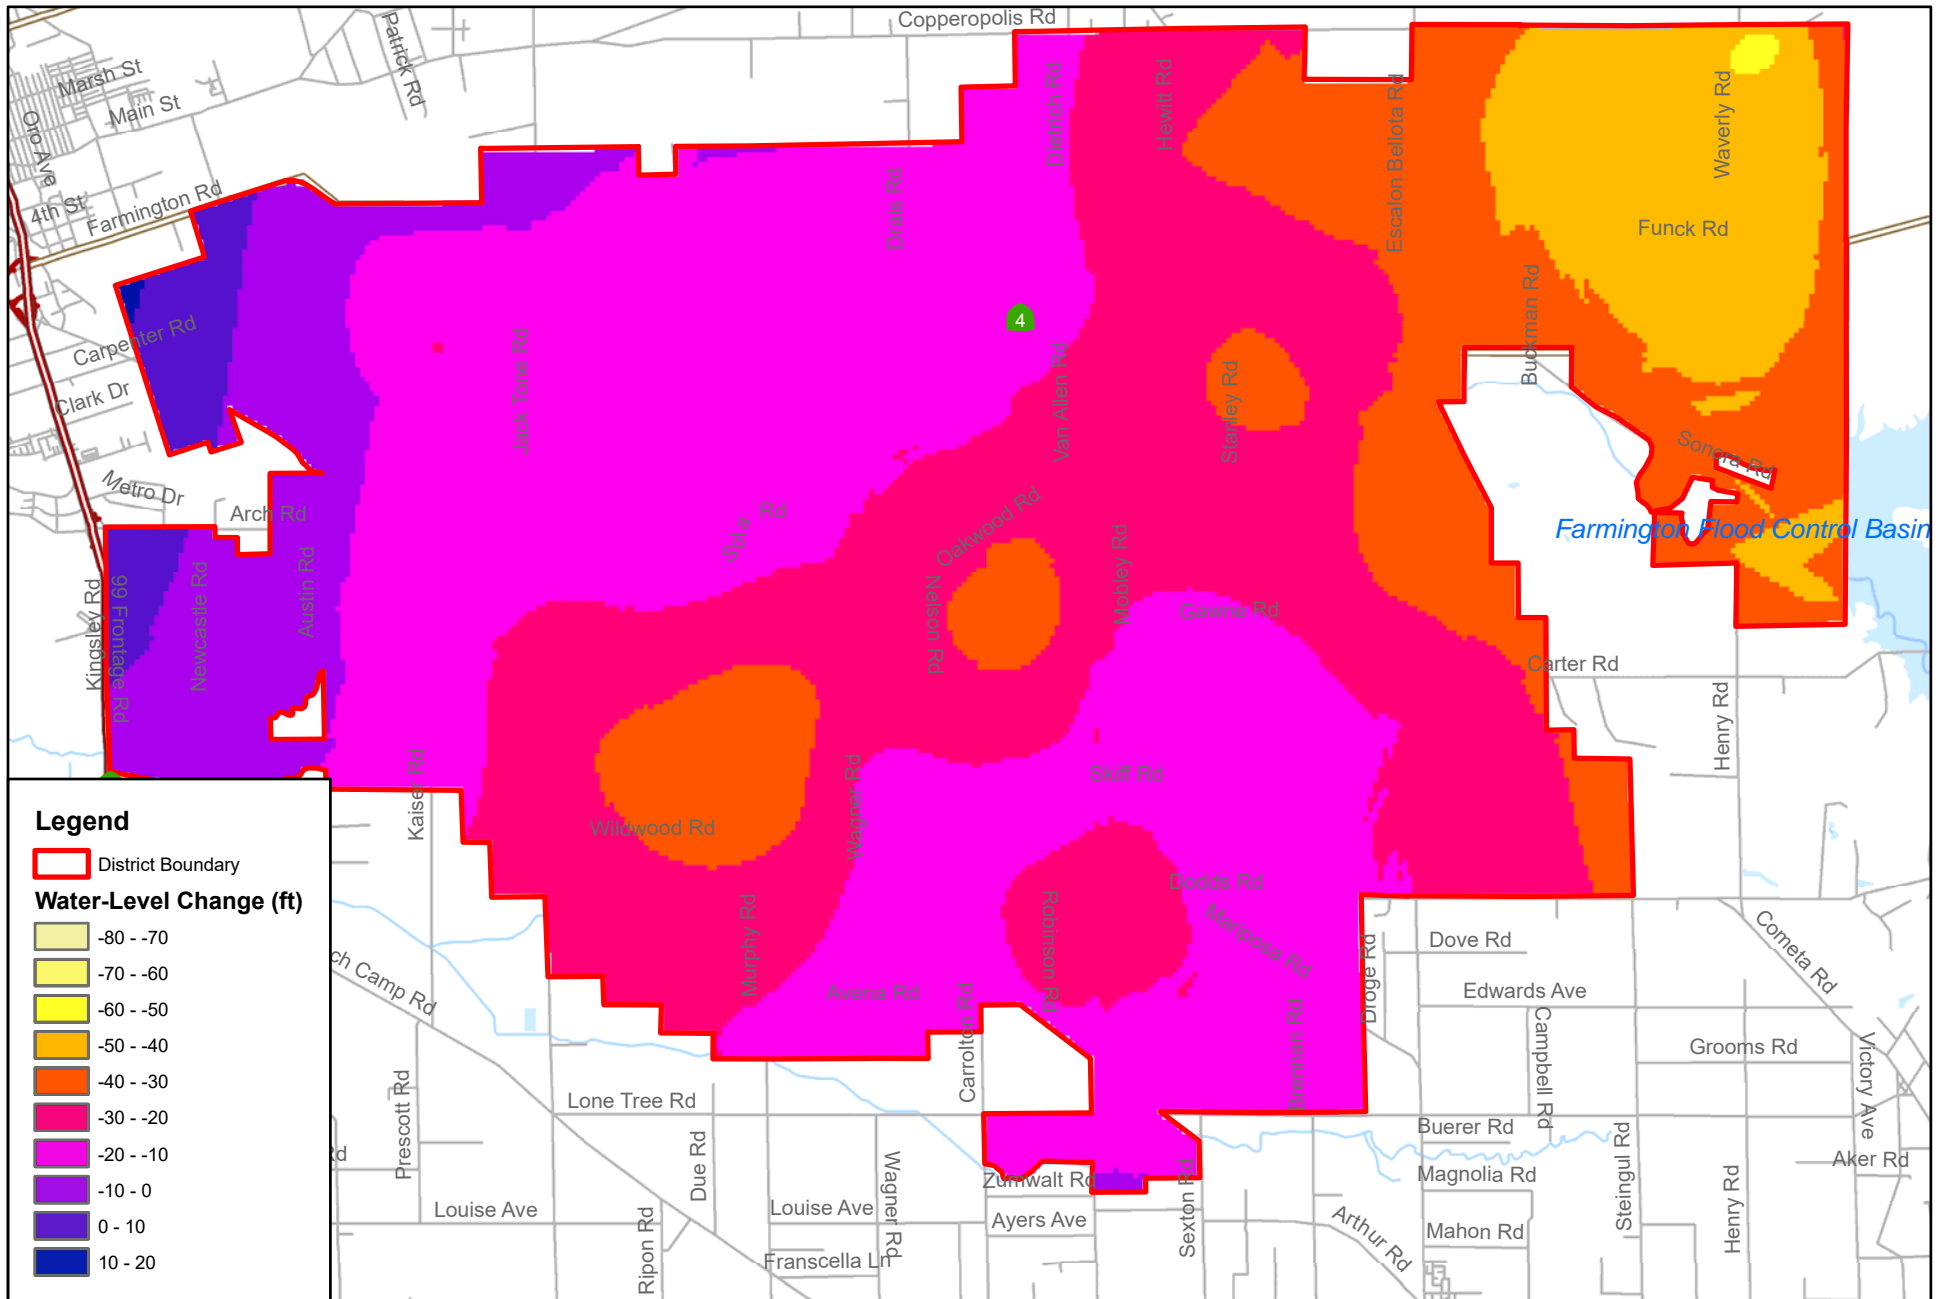 Copperopolis Rd
Patrick Rd
Marsh St
Main St
Oro Ave
4th St
Farmington Rd
Dietrich Rd
Hewitt Rd
Escalon Bellota Rd
Waverly Rd
Drais Rd
Funck Rd
Buckman Rd
4
Carpenter Rd
Clark Dr
Jack Tone Rd
Van Allen Rd
Stanley Rd
Sonora Rd
Metro Dr
Arch Rd
Sola Rd
Oakwood Rd
Farmington Flood Control Basin
Kingsley Rd
99 Frontage Rd
Newcastle Rd
Austin Rd
Nelson Rd
Mobley Rd
Gawne Rd
Carter Rd
Henry Rd
Kaiser Rd
Wildwood Rd
Wagner Rd
Skiff Rd
Dodds Rd
Mariposa Rd
Murphy Rd
Robinson Rd
Avena Rd
Carrolton Rd
Brennan Rd
Droge Rd
Dove Rd
Edwards Ave
Cometa Rd
Campbell Rd
Grooms Rd
Victory Ave
ch Camp Rd
Prescott Rd
Lone Tree Rd
Due Rd
Rd
Wagner Rd
Louise Ave
Louise Ave
Ripon Rd
Franscella Ln
Zumwalt Rd
Ayers Ave
Sexton Rd
Arthur Rd
Buerer Rd
Magnolia Rd
Mahon Rd
Steingul Rd
Henry Rd
Aker Rd
Legend
District Boundary
Water-Level Change (ft)
-80 - -70
-70 - -60
-60 - -50
-50 - -40
-40 - -30
-30 - -20
-20 - -10
-10 - 0
0 - 10
10 - 20